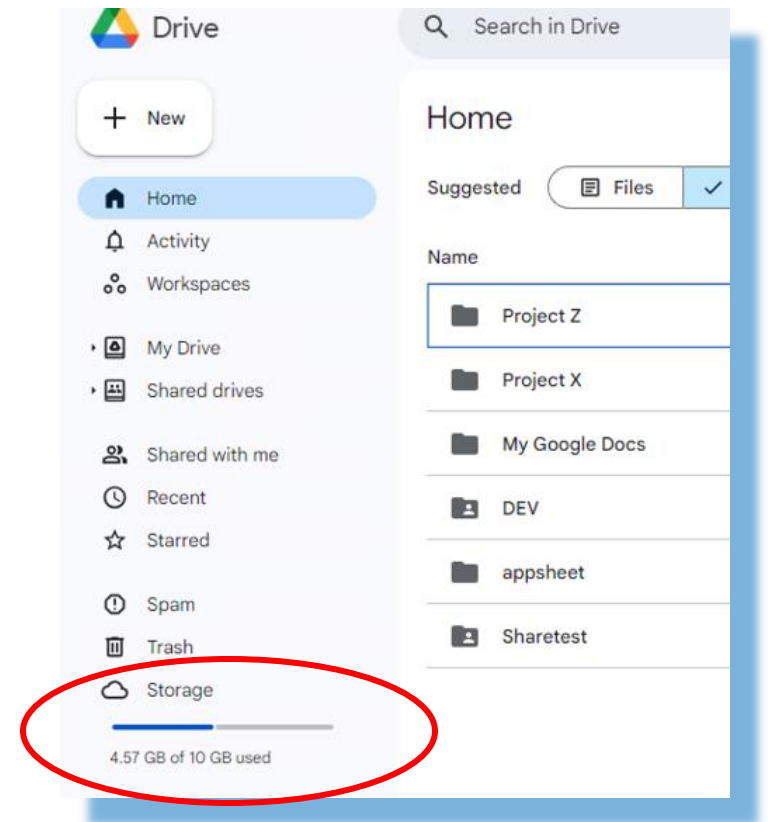 Drive
Search in Drive
New
Home
Activity
Workspaces
My Drive
Shared drives
Shared with me
Recent
Starred
Spam
Trash
Storage
4.57 GB of 10 GB used
Home
Suggested
Files
Name
Project Z
Project X
My Google Docs
DEV
appsheet
Sharetest